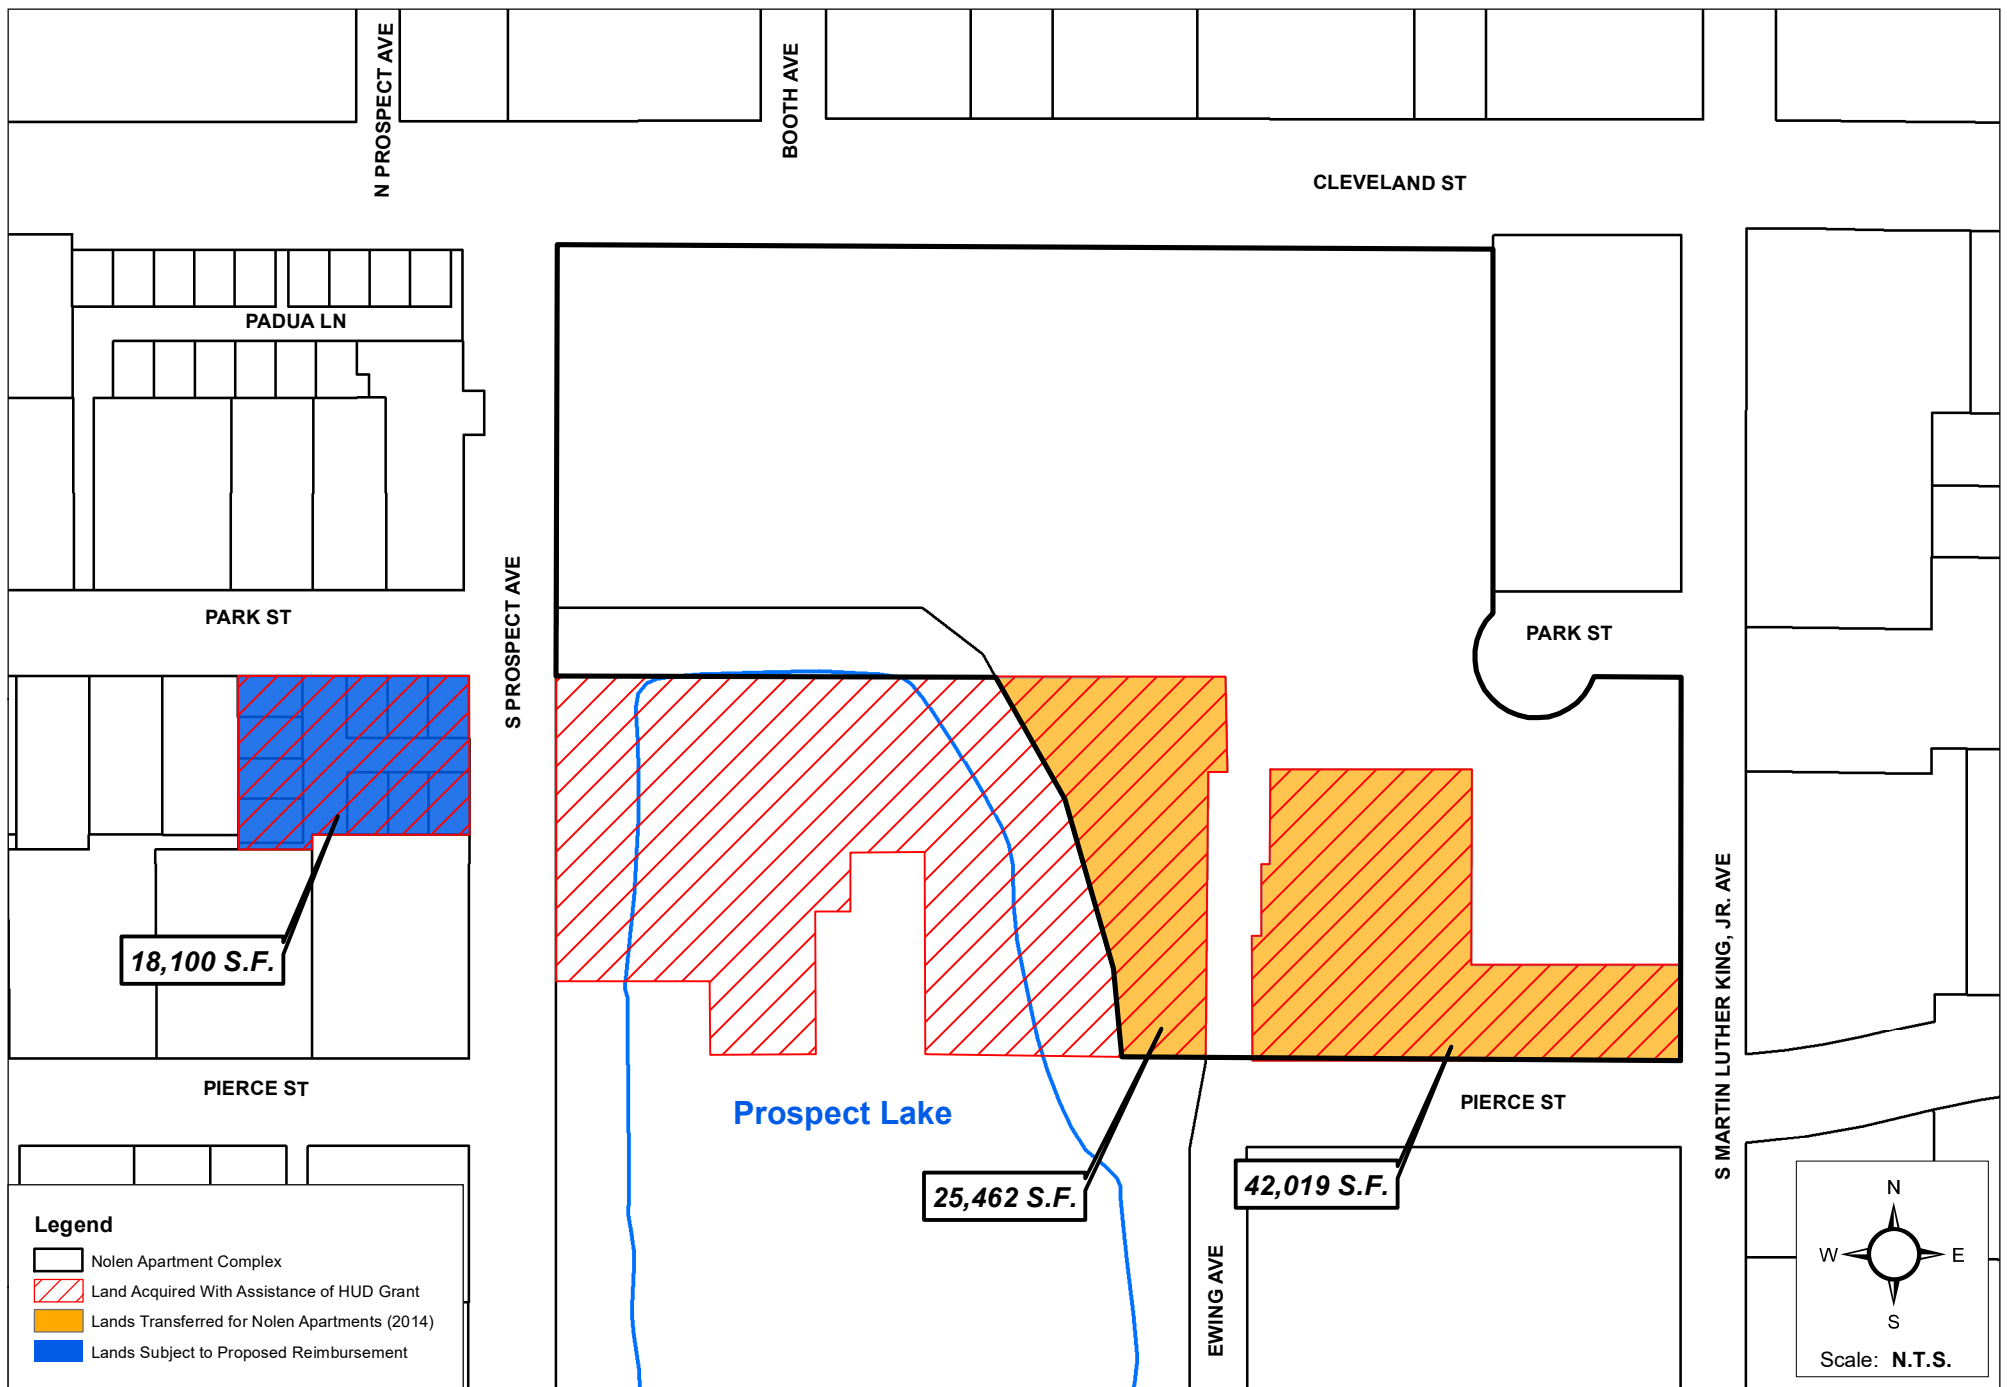 N PROSPECT AVE
BOOTH AVE
CLEVELAND ST
PADUA LN
S PROSPECT AVE
PARK ST
PARK ST
18,100 S.F.
S MARTIN LUTHER KING, JR. AVE
PIERCE ST
Prospect Lake
PIERCE ST
25,462 S.F.
42,019 S.F.
EWING AVE
Legend
Nolen Apartment Complex
Land Acquired With Assistance of HUD Grant
Lands Transferred for Nolen Apartments (2014)
Lands Subject to Proposed Reimbursement
N
W
E
S
Scale: N.T.S.